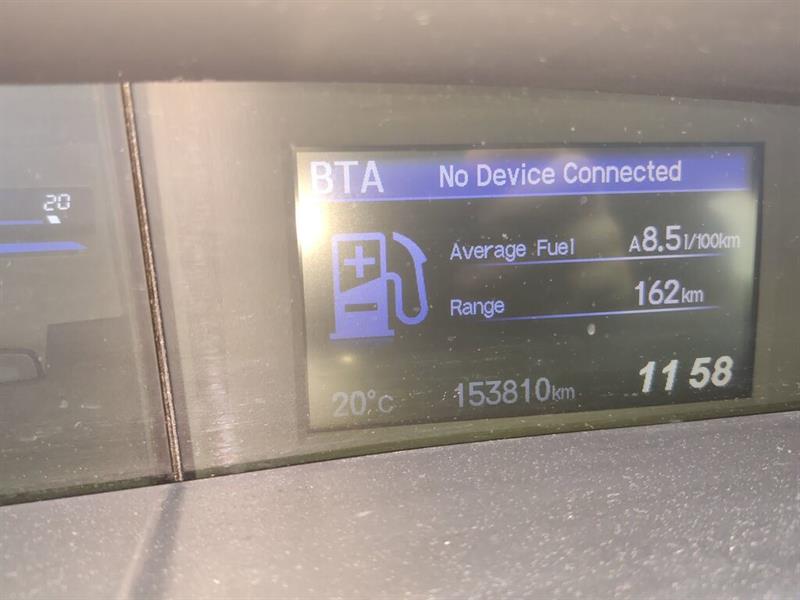 20
BTA No Device Connected
Average Fuel A8.5l/100km
Range 162km
20°C 153810km 11 58